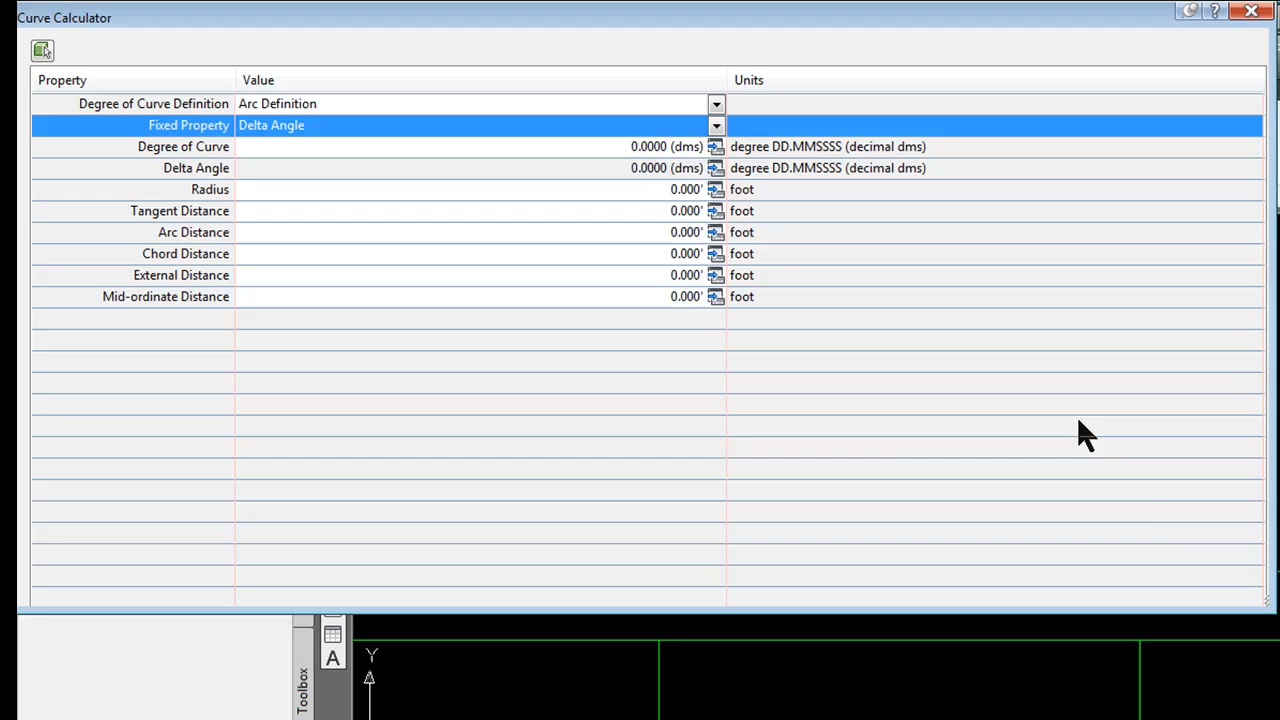 Curve Calculator
?
Property Value Units
Degree of Curve Definition Arc Definition
Fixed Property Delta Angle
Degree of Curve 0.0000 (dms) degree DD.MMSSSS (decimal dms)
Delta Angle 0.0000 (dms) degree DD.MMSSSS (decimal dms)
Radius 0.000' foot
Tangent Distance 0.000' foot
Arc Distance 0.000' foot
Chord Distance 0.000' foot
External Distance 0.000' foot
Mid-ordinate Distance 0.000' foot
A
Y
Toolbox